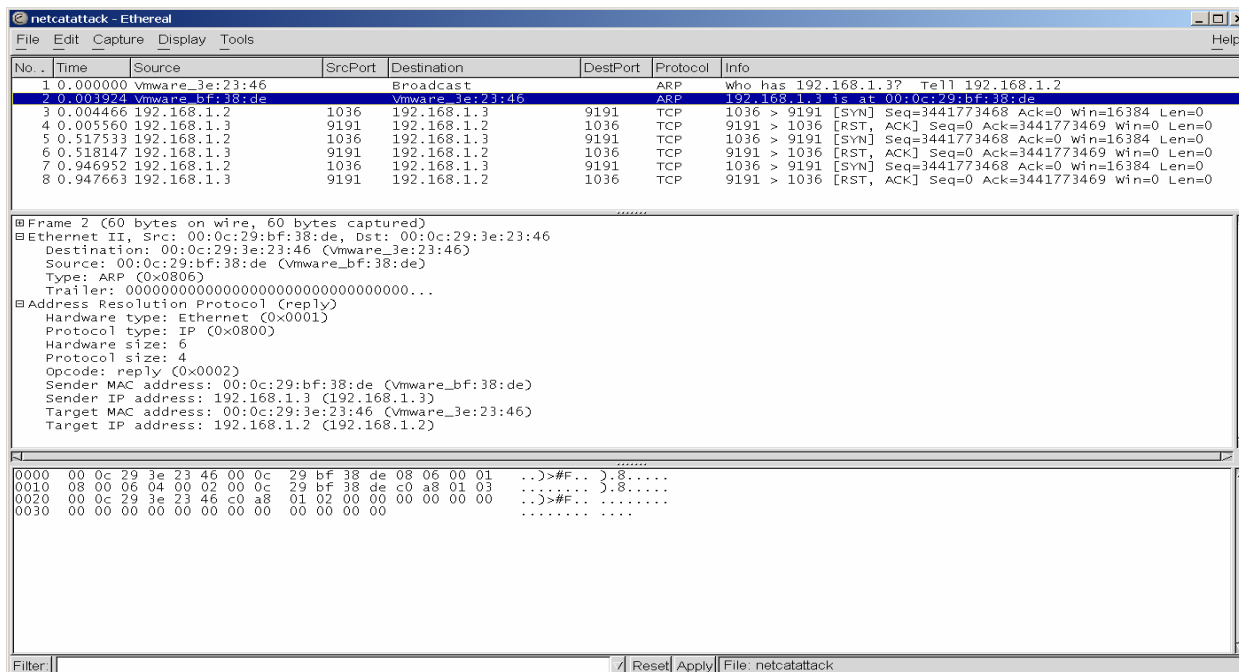 netcatattack - Ethereal
File Edit Capture Display Tools Help
No. . Time Source SrcPort Destination DestPort Protocol Info
1 0.000000 Vmware_3e:23:46 Broadcast ARP Who has 192.168.1.3? Tell 192.168.1.2
2 0.003924 Vmware_bf:38:de Vmware_3e:23:46 ARP 192.168.1.3 is at 00:0c:29:bf:38:de
3 0.004466 192.168.1.2 1036 192.168.1.3 9191 TCP 1036 > 9191 [SYN] Seq=3441773468 Ack=0 Win=16384 Len=0
4 0.005560 192.168.1.3 9191 192.168.1.2 1036 TCP 9191 > 1036 [RST, ACK] Seq=0 Ack=3441773469 Win=0 Len=0
5 0.517533 192.168.1.2 1036 192.168.1.3 9191 TCP 1036 > 9191 [SYN] Seq=3441773468 Ack=0 Win=16384 Len=0
6 0.518147 192.168.1.3 9191 192.168.1.2 1036 TCP 9191 > 1036 [RST, ACK] Seq=0 Ack=3441773469 Win=0 Len=0
7 0.946952 192.168.1.2 1036 192.168.1.3 9191 TCP 1036 > 9191 [SYN] Seq=3441773468 Ack=0 Win=16384 Len=0
8 0.947663 192.168.1.3 9191 192.168.1.2 1036 TCP 9191 > 1036 [RST, ACK] Seq=0 Ack=3441773469 Win=0 Len=0
Frame 2 (60 bytes on wire, 60 bytes captured)
Ethernet II, Src: 00:0c:29:bf:38:de, Dst: 00:0c:29:3e:23:46
Destination: 00:0c:29:3e:23:46 (Vmware_3e:23:46)
Source: 00:0c:29:bf:38:de (Vmware_bf:38:de)
Type: ARP (0x0806)
Trailer: 00000000000000000000000000000000...
Address Resolution Protocol (reply)
Hardware type: Ethernet (0x0001)
Protocol type: IP (0x0800)
Hardware size: 6
Protocol size: 4
Opcode: reply (0x0002)
Sender MAC address: 00:0c:29:bf:38:de (Vmware_bf:38:de)
Sender IP address: 192.168.1.3 (192.168.1.3)
Target MAC address: 00:0c:29:3e:23:46 (Vmware_3e:23:46)
Target IP address: 192.168.1.2 (192.168.1.2)
0000 00 0c 29 3e 23 46 00 0c 29 bf 38 de 08 06 00 01 ..)>#F.. ).8.....
0010 08 00 06 04 00 02 00 0c 29 bf 38 de c0 a8 01 03 ........ ).8.....
0020 00 0c 29 3e 23 46 c0 a8 01 02 00 00 00 00 00 00 ..)>#F.. ........
0030 00 00 00 00 00 00 00 00 00 00 00 00 ........ ....
Filter: Reset Apply File: netcatattack